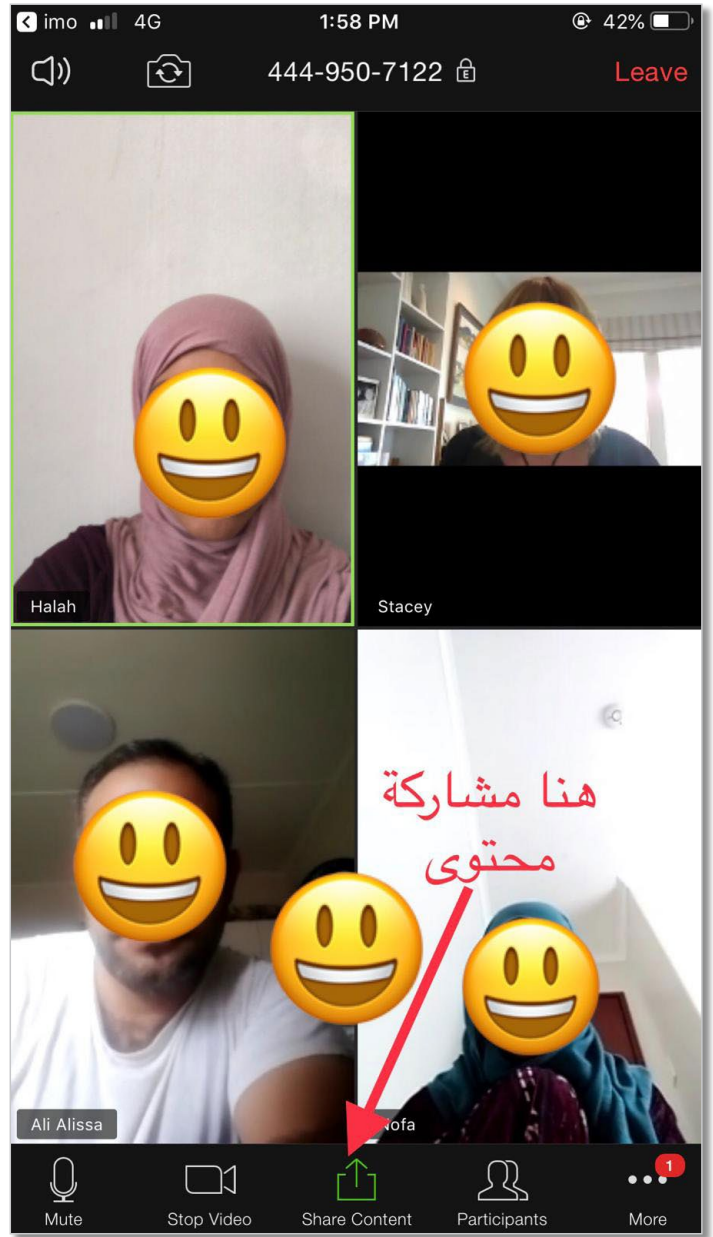 imo 4G 1:58 PM 42%
444-950-7122 E Leave
Halah
Stacey
هنا مشاركة
محتوى
Ali Alissa
Nofa
1
Mute Stop Video Share Content Participants More